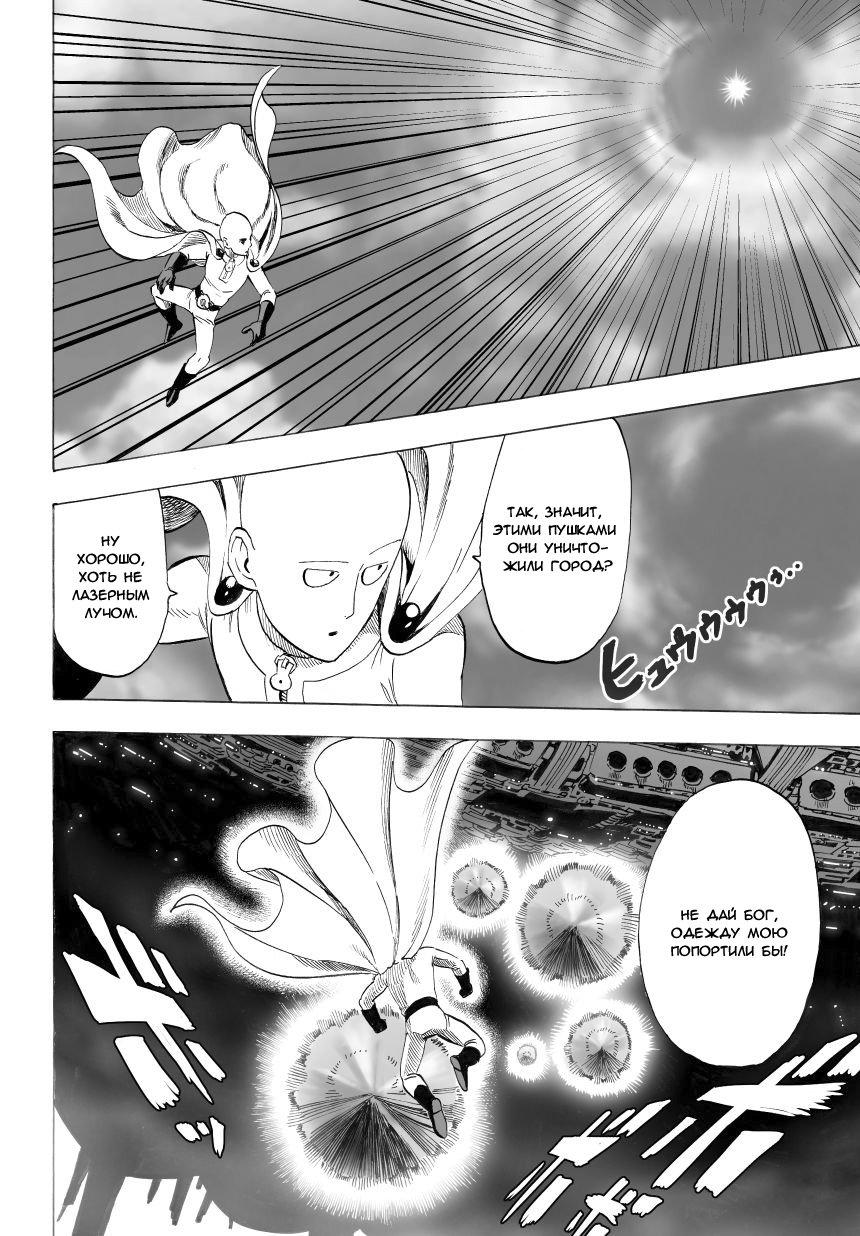 ТАК, ЗНАЧИТ,
ЭТИМИ ПУШКАМИ
ОНИ УНИЧТО-
ЖИЛИ ГОРОД?
НУ
ХОРОШО,
ХОТЬ НЕ
ЛАЗЕРНЫМ
ЛУЧОМ.
ヒュウウウウゥ..
НЕ ДАЙ БОГ,
ОДЕЖДУ МОЮ
ПОПОРТИЛИ БЫ!